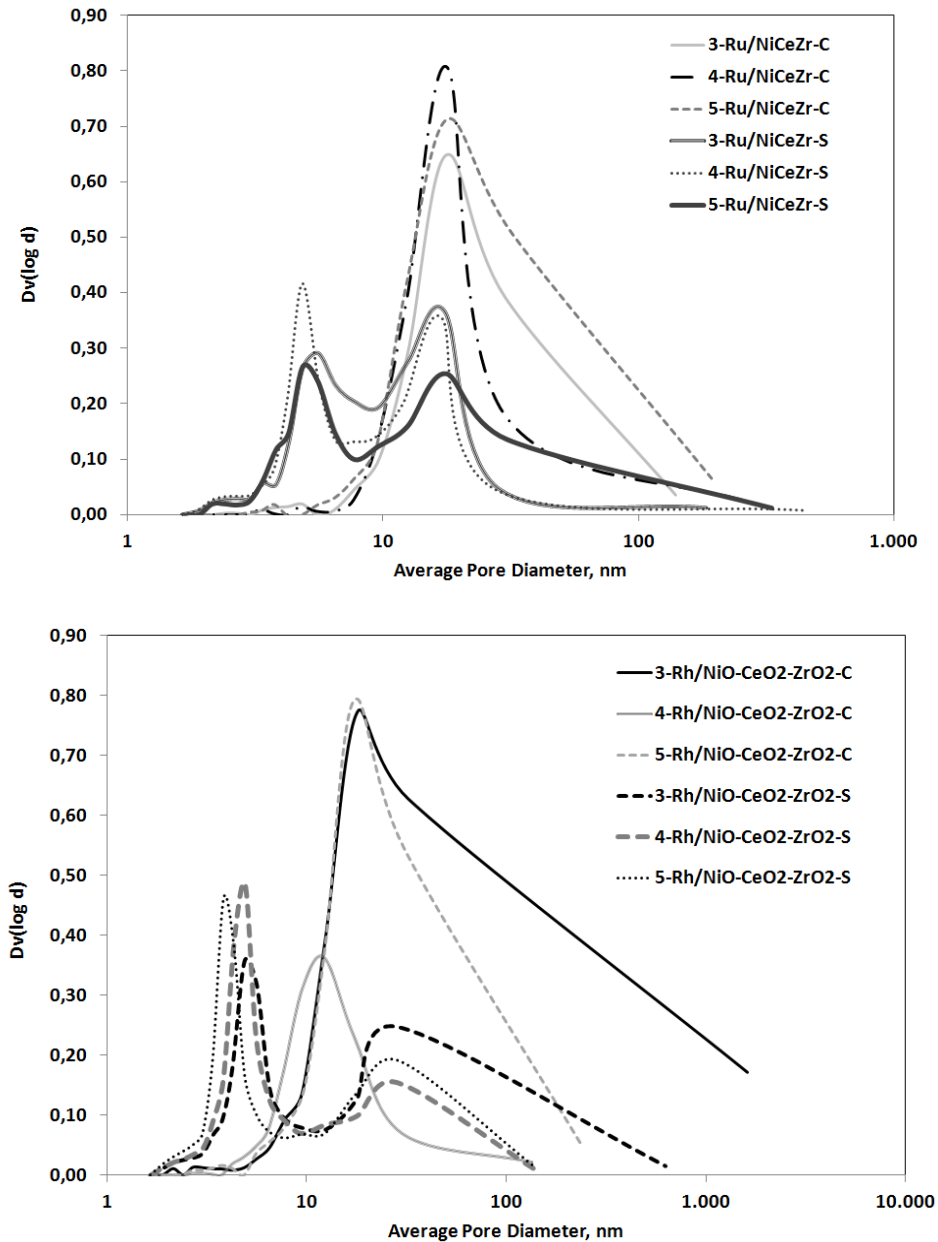 0,90
0,80
0,70
0,60
0,50
0,40
0,30
0,20
0,10
0,00
Dv(log d)
1
10
100
1.000
Average Pore Diameter, nm
3-Ru/NiCeZr-C
4-Ru/NiCeZr-C
5-Ru/NiCeZr-C
3-Ru/NiCeZr-S
4-Ru/NiCeZr-S
5-Ru/NiCeZr-S
0,90
0,80
0,70
0,60
0,50
0,40
0,30
0,20
0,10
0,00
Dv(log d)
1
10
100
1.000
10.000
Average Pore Diameter, nm
3-Rh/NiO-CeO2-ZrO2-C
4-Rh/NiO-CeO2-ZrO2-C
5-Rh/NiO-CeO2-ZrO2-C
3-Rh/NiO-CeO2-ZrO2-S
4-Rh/NiO-CeO2-ZrO2-S
5-Rh/NiO-CeO2-ZrO2-S